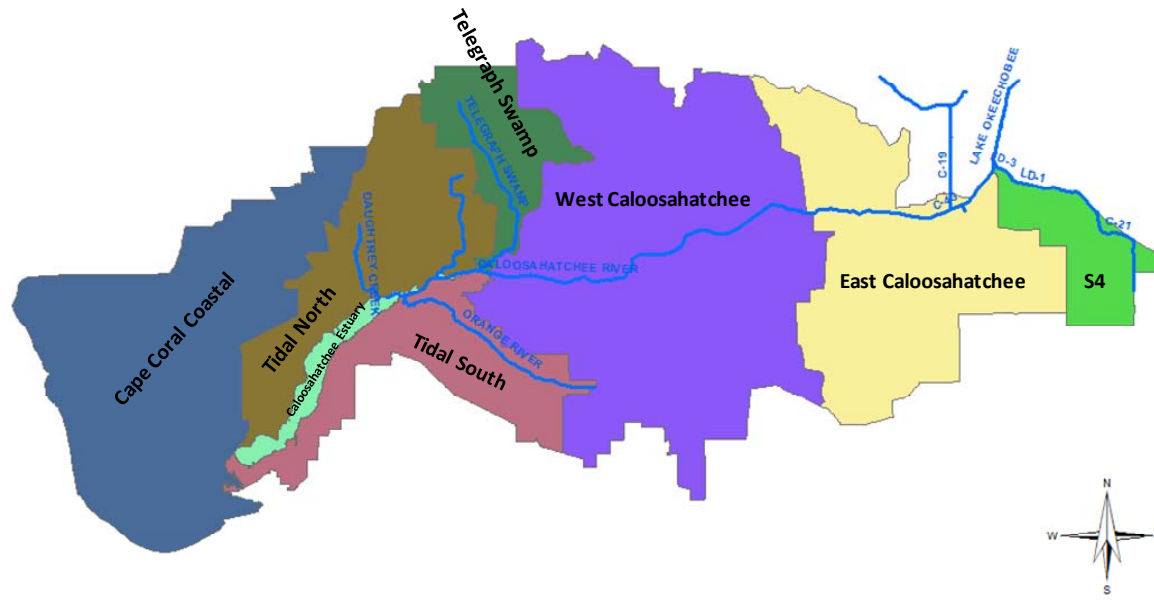 Telegraph Swamp
TELEGRAPH SWAMP
LAKE OKEECHOBEE
C-19
D-3
LD-1
C-21
West Caloosahatchee
DAUGHTREY CREEK
CALOOSAHATCHEE RIVER
East Caloosahatchee
S4
Cape Coral Coastal
Tidal North
Caloosahatchee Estuary
ORANGE RIVER
Tidal South
N
W
E
S